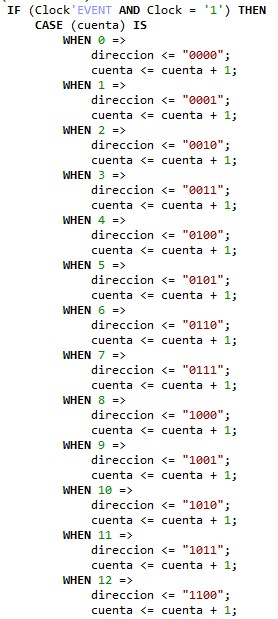 IF (Clock'EVENT AND Clock = '1') THEN
CASE (cuenta) IS
WHEN 0 =>
direccion <= "0000";
cuenta <= cuenta + 1;
WHEN 1 =>
direccion <= "0001";
cuenta <= cuenta + 1;
WHEN 2 =>
direccion <= "0010";
cuenta <= cuenta + 1;
WHEN 3 =>
direccion <= "0011";
cuenta <= cuenta + 1;
WHEN 4 =>
direccion <= "0100";
cuenta <= cuenta + 1;
WHEN 5 =>
direccion <= "0101";
cuenta <= cuenta + 1;
WHEN 6 =>
direccion <= "0110";
cuenta <= cuenta + 1;
WHEN 7 =>
direccion <= "0111";
cuenta <= cuenta + 1;
WHEN 8 =>
direccion <= "1000";
cuenta <= cuenta + 1;
WHEN 9 =>
direccion <= "1001";
cuenta <= cuenta + 1;
WHEN 10 =>
direccion <= "1010";
cuenta <= cuenta + 1;
WHEN 11 =>
direccion <= "1011";
cuenta <= cuenta + 1;
WHEN 12 =>
direccion <= "1100";
cuenta <= cuenta + 1;